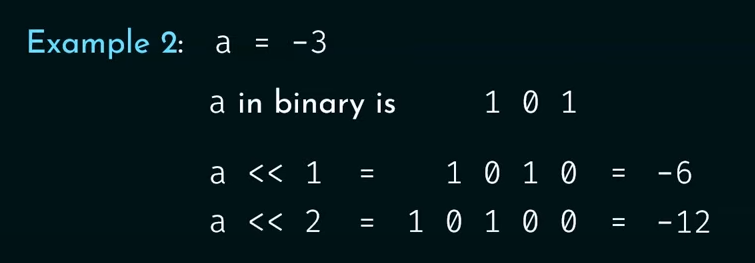 Example 2: a = -3
a in binary is 1 0 1
a << 1 = 1 0 1 0 = -6
a << 2 = 1 0 1 0 0 = -12